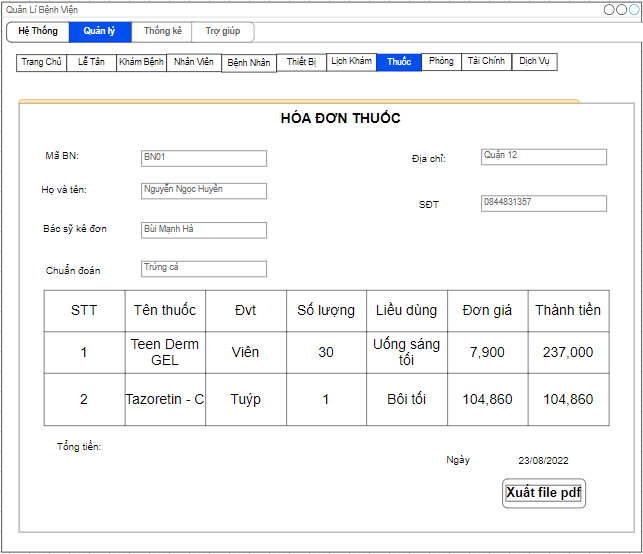 Quản Lí Bệnh Viện
Hệ Thống Quản lý Thống kê Trợ giúp
Trang Chủ Lễ Tân Khám Bệnh Nhân Viên Bệnh Nhân Thiết Bị Lịch Khám Thuốc Phòng Tài Chính Dịch Vụ
HÓA ĐƠN THUỐC
Mã BN: BN01 Địa chỉ: Quận 12
Họ và tên: Nguyễn Ngọc Huyền SĐT 0844831357
Bác sỹ kê đơn Bùi Mạnh Hà
Chuẩn đoán Trứng cá
STT Tên thuốc Đvt Số lượng Liều dùng Đơn giá Thành tiền
1 Teen Derm GEL Viên 30 Uống sáng tối 7,900 237,000
2 Tazoretin - C Tuýp 1 Bôi tối 104,860 104,860
Tổng tiền:
Ngày 23/08/2022
Xuất file pdf